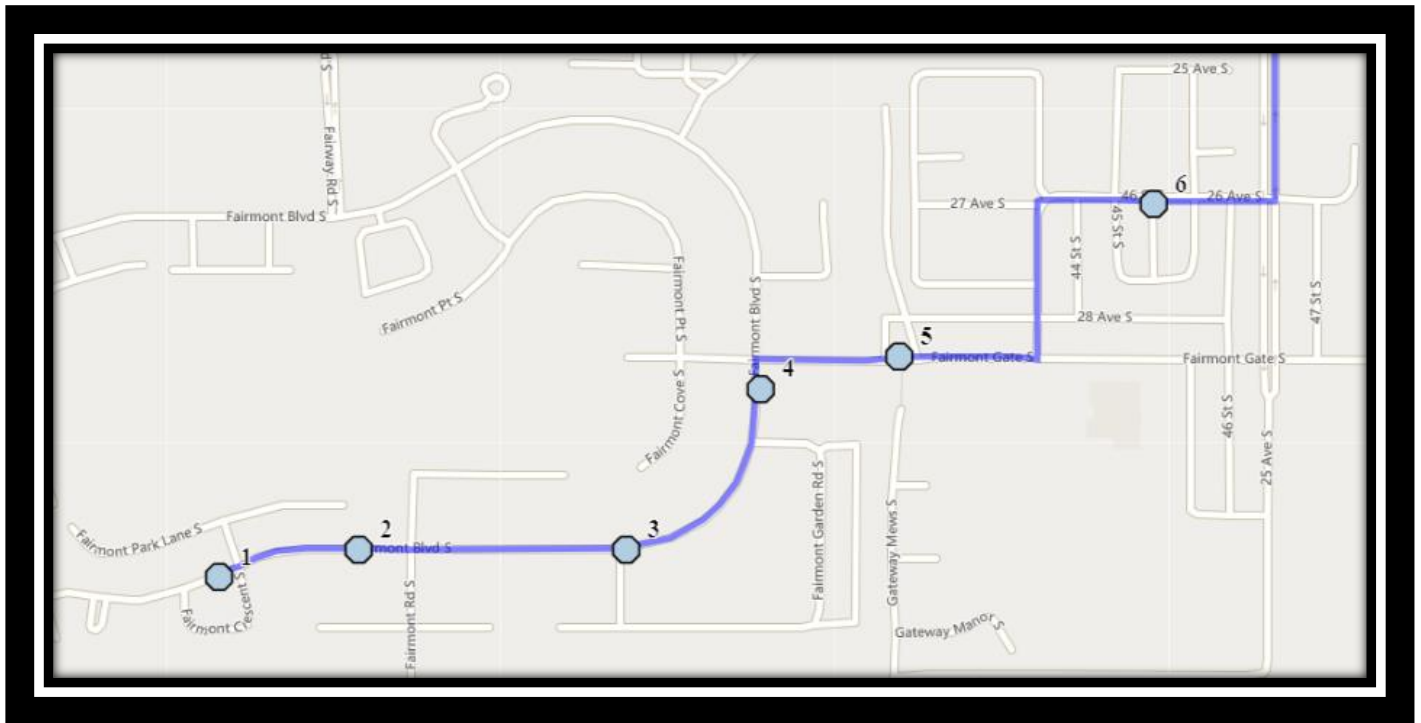 25 Ave S
d S
Fairway Rd S
Fairmont Blvd S
6
46 S
26 Ave S
27 Ave S
45 St S
44 St S
Fairmont Pt S
Fairmont Pt S
Fairmont Blvd S
28 Ave S
47 St S
5
Fairmont Gate S
Fairmont Gate S
4
Fairmont Cove S
46 St S
25 Ave S
Fairmont Garden Rd S
Gateway Mews S
Fairmont Park Lane S
1
2
mont Blvd S
3
Fairmont Crescent S
Fairmont Rd S
Gateway Manor S